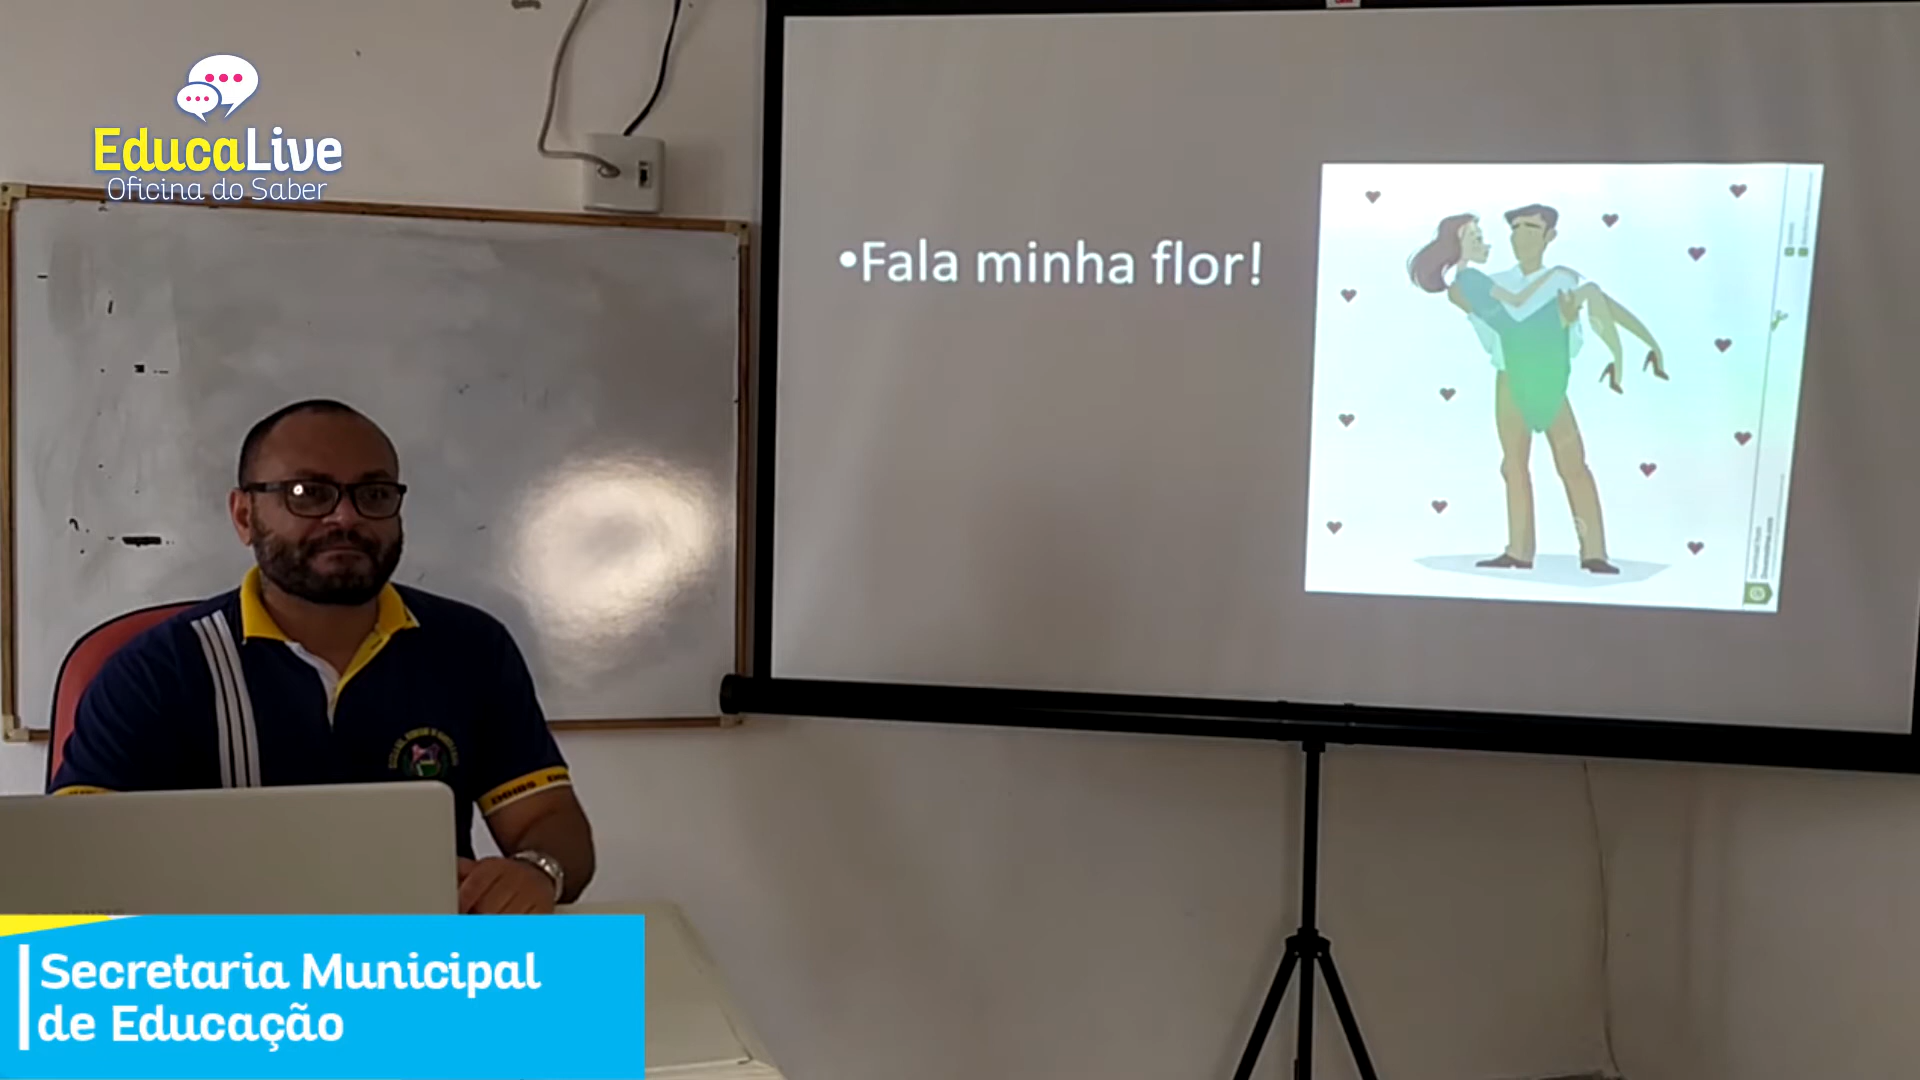 EducaLive
Oficina do Saber
•Fala minha flor!
Secretaria Municipal
de Educação